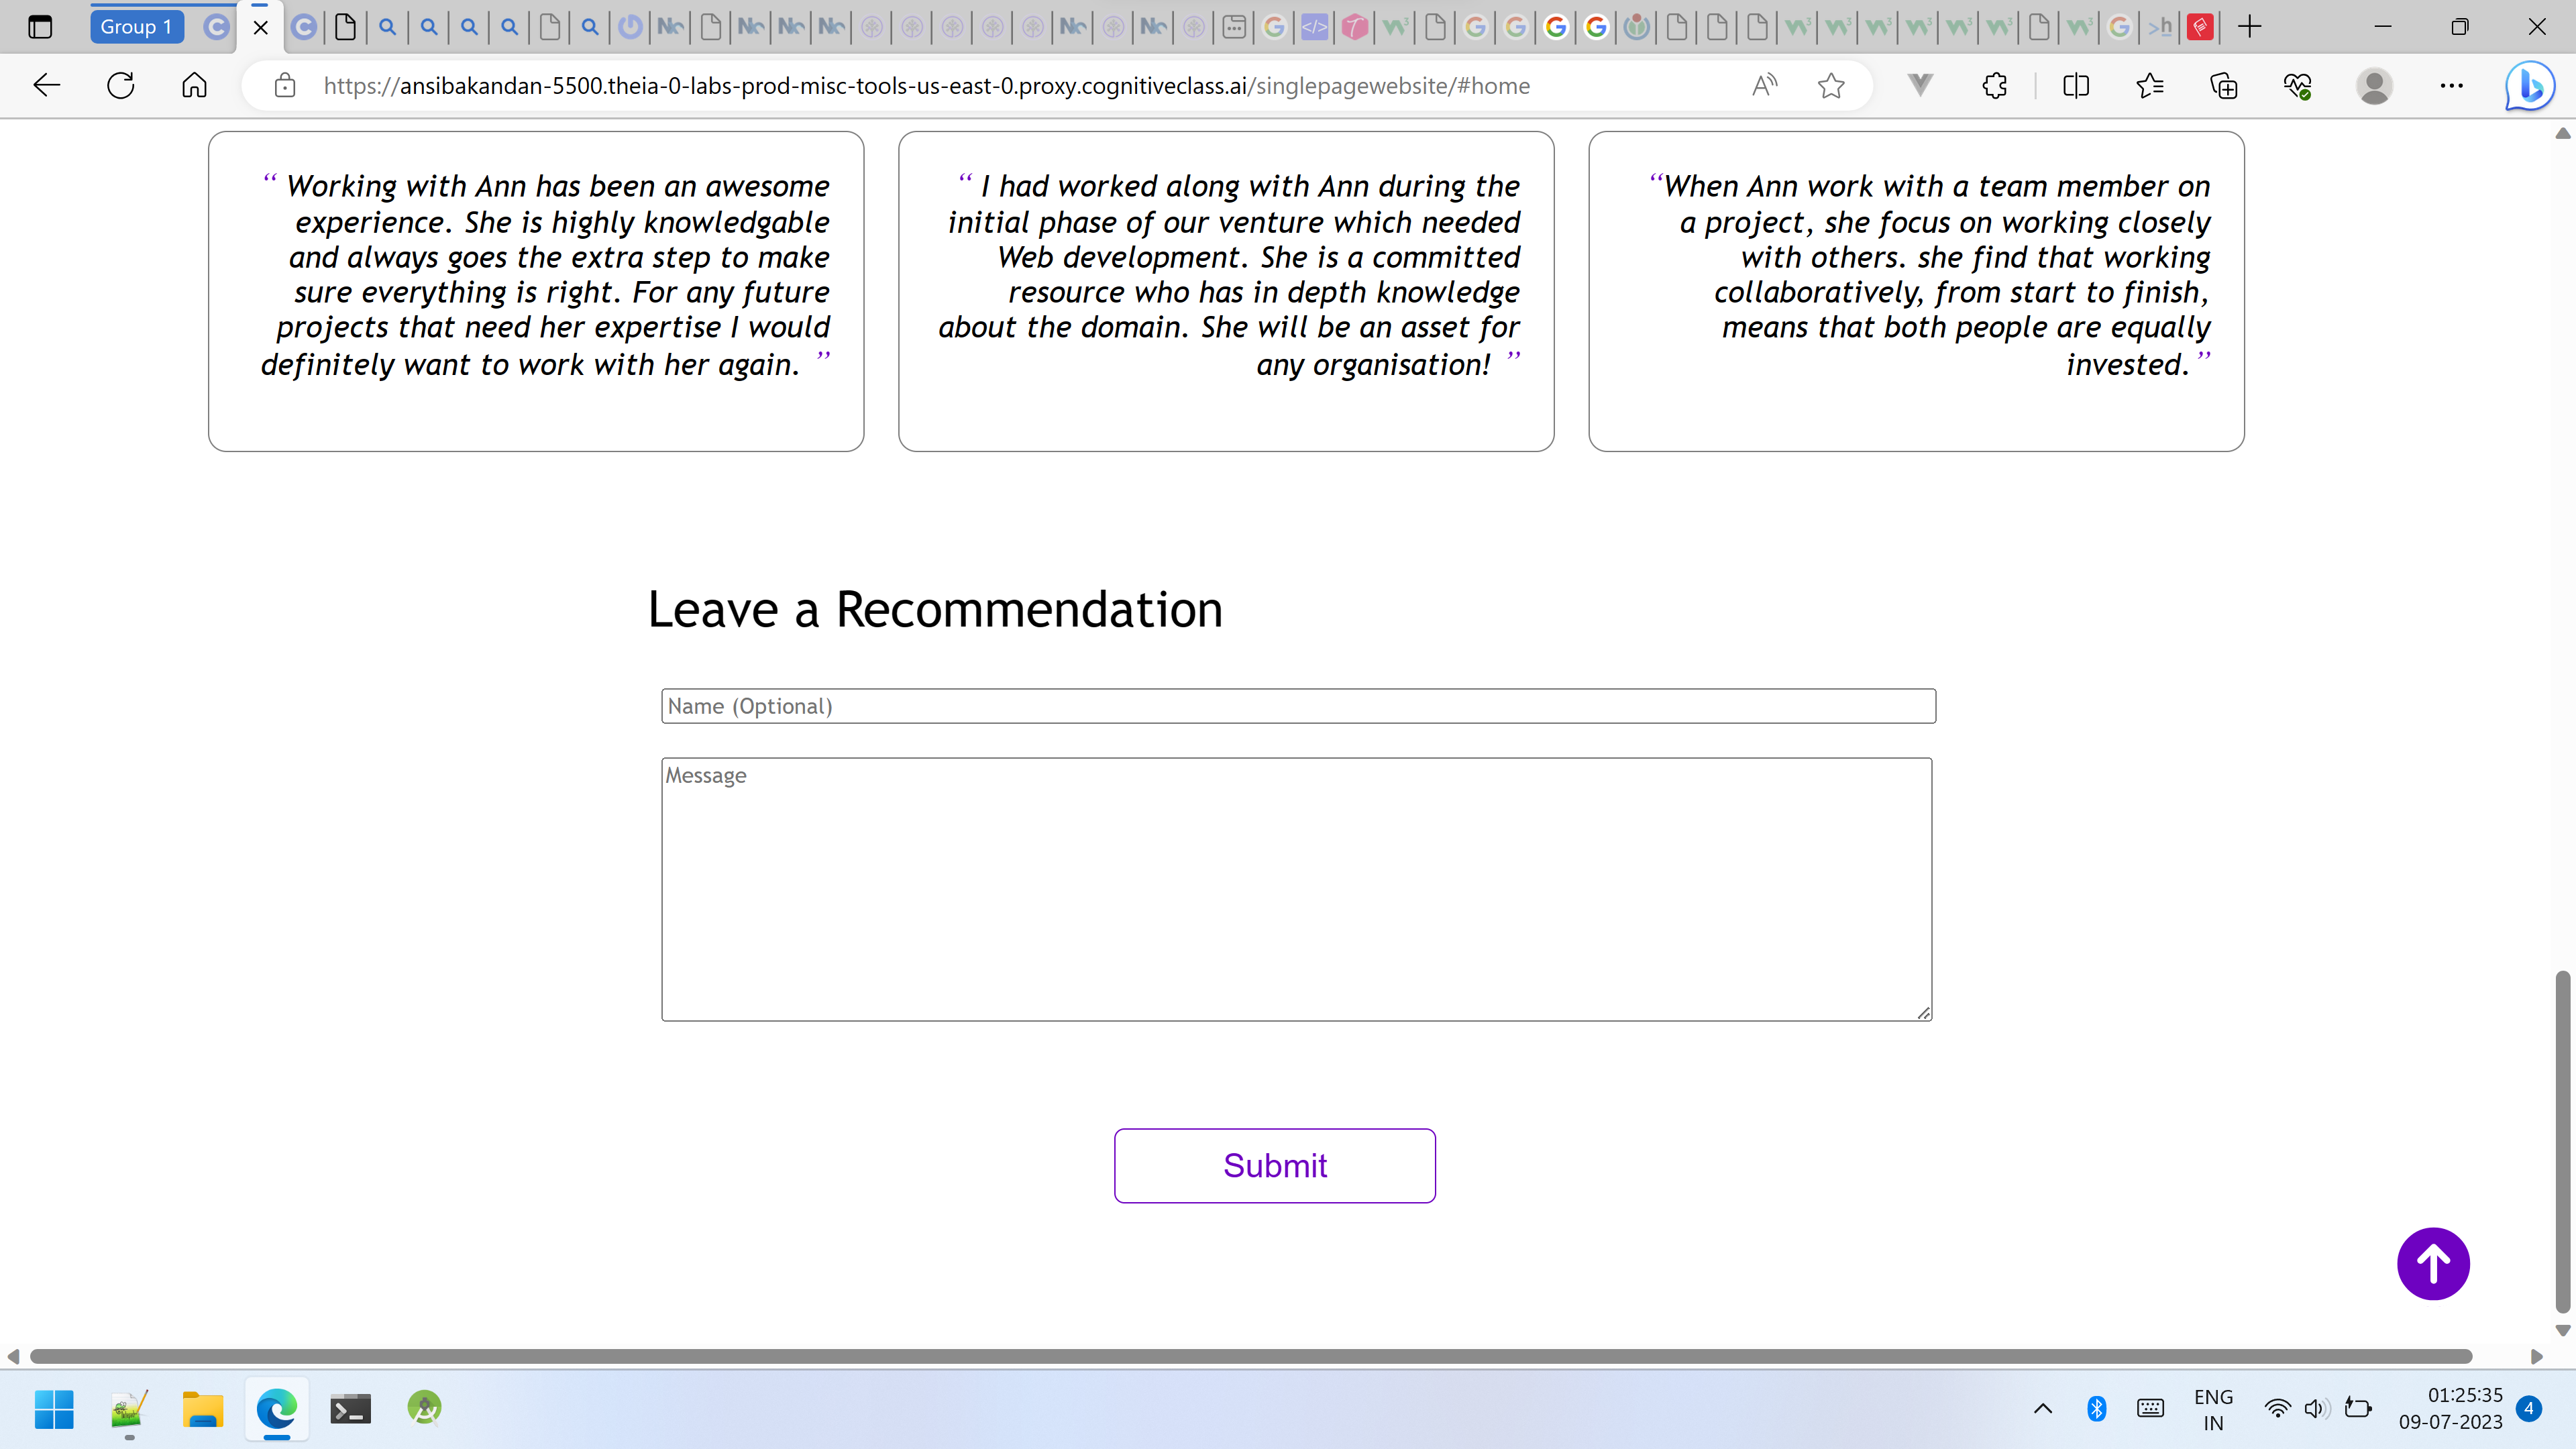 Group 1
https://ansibakandan-5500.theia-0-labs-prod-misc-tools-us-east-0.proxy.cognitiveclass.ai/singlepagewebsite/#home
“ Working with Ann has been an awesome
experience. She is highly knowledgable
and always goes the extra step to make
sure everything is right. For any future
projects that need her expertise I would
definitely want to work with her again. ”
“ I had worked along with Ann during the
initial phase of our venture which needed
Web development. She is a committed
resource who has in depth knowledge
about the domain. She will be an asset for
any organisation! ”
“When Ann work with a team member on
a project, she focus on working closely
with others. she find that working
collaboratively, from start to finish,
means that both people are equally
invested.”
Leave a Recommendation
Name (Optional)
Message
Submit
ENG
IN
01:25:35
09-07-2023
4